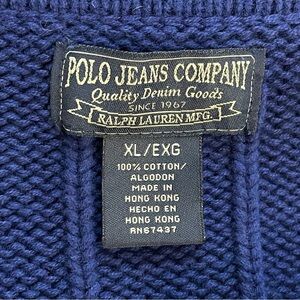 POLO JEANS COMPANY
Quality Denim Goods
SINCE 1967
RALPH LAUREN MFG.
XL/EXG
100% COTTON/
ALGODON
MADE IN
HONG KONG
HECHO EN
HONG KONG
RN67437